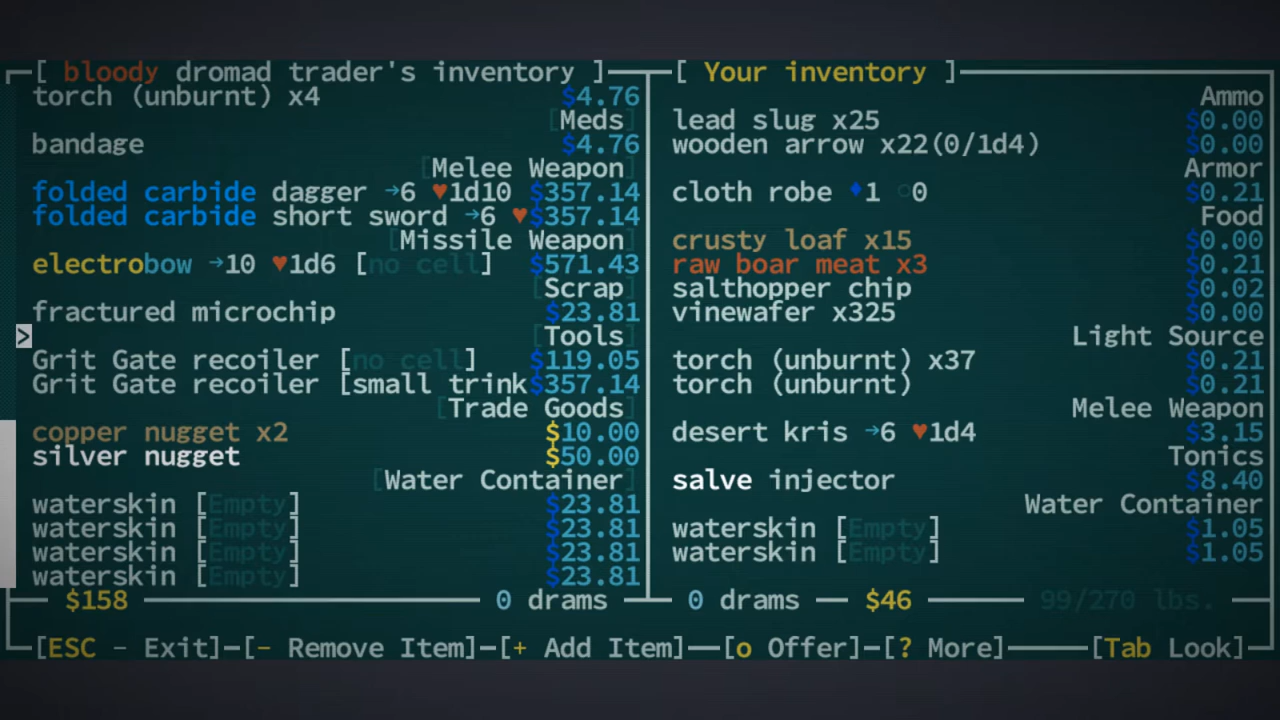 [ bloody dromad trader's inventory ]
torch (unburnt) x4 $4.76
[Meds]
bandage $4.76
[Melee Weapon]
folded carbide dagger →6 ♥1d10 $357.14
folded carbide short sword →6 ♥$357.14
[Missile Weapon]
electrobow →10 ♥1d6 [no cell] $571.43
[Scrap]
fractured microchip $23.81
> [Tools]
Grit Gate recoiler [no cell] $119.05
Grit Gate recoiler [small trink$357.14
[Trade Goods]
copper nugget x2 $10.00
silver nugget $50.00
[Water Container]
waterskin [Empty] $23.81
waterskin [Empty] $23.81
waterskin [Empty] $23.81
waterskin [Empty] $23.81
$158 0 drams
[ Your inventory ]
Ammo
lead slug x25 $0.00
wooden arrow x22(0/1d4) $0.00
Armor
cloth robe ♦1 ○0 $0.21
Food
crusty loaf x15 $0.00
raw boar meat x3 $0.21
salthopper chip $0.02
vinewafer x325 $0.00
Light Source
torch (unburnt) x37 $0.21
torch (unburnt) $0.21
Melee Weapon
desert kris →6 ♥1d4 $3.15
Tonics
salve injector $8.40
Water Container
waterskin [Empty] $1.05
waterskin [Empty] $1.05
0 drams $46 99/270 lbs.
[ESC - Exit] [- Remove Item] [+ Add Item] [o Offer] [? More] [Tab Look]